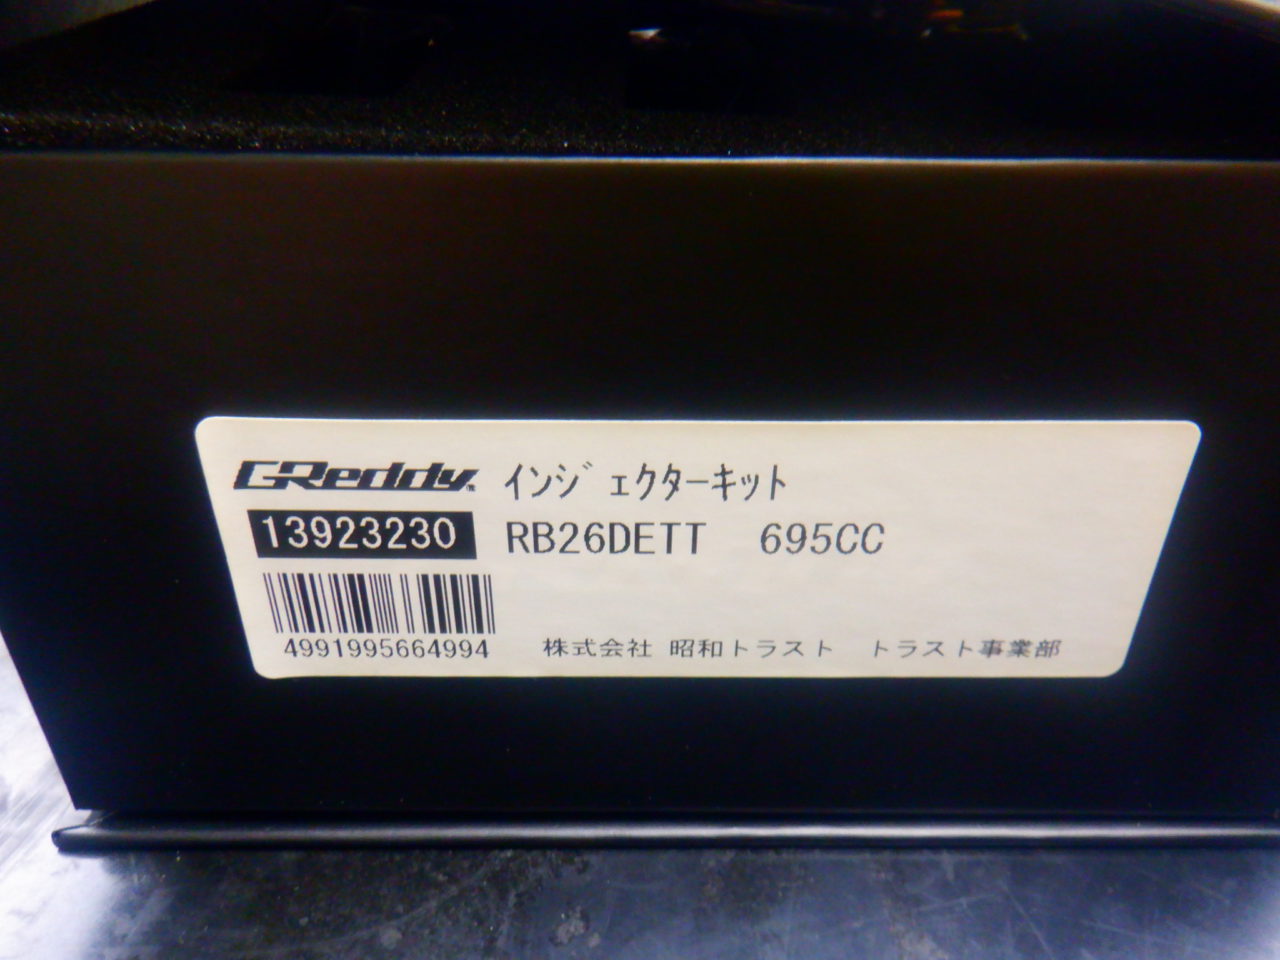 GReddy インジェクターキット
13923230 RB26DETT 695CC
4991995664994 株式会社 昭和トラスト トラスト事業部